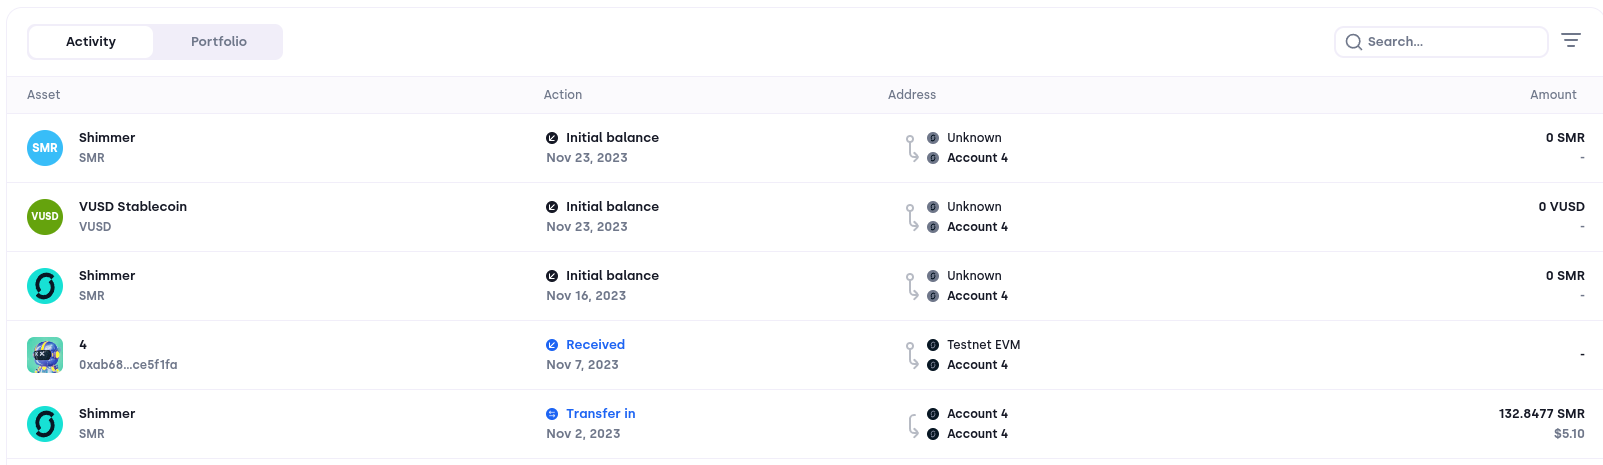 Activity Portfolio Search...
Asset Action Address Amount
SMR Shimmer Initial balance Unknown 0 SMR
SMR Nov 23, 2023 Account 4 -
VUSD VUSD Stablecoin Initial balance Unknown 0 VUSD
VUSD Nov 23, 2023 Account 4 -
Shimmer Initial balance Unknown 0 SMR
SMR Nov 16, 2023 Account 4 -
4 Received Testnet EVM -
0xab68...ce5f1fa Nov 7, 2023 Account 4
Shimmer Transfer in Account 4 132.8477 SMR
SMR Nov 2, 2023 Account 4 $5.10